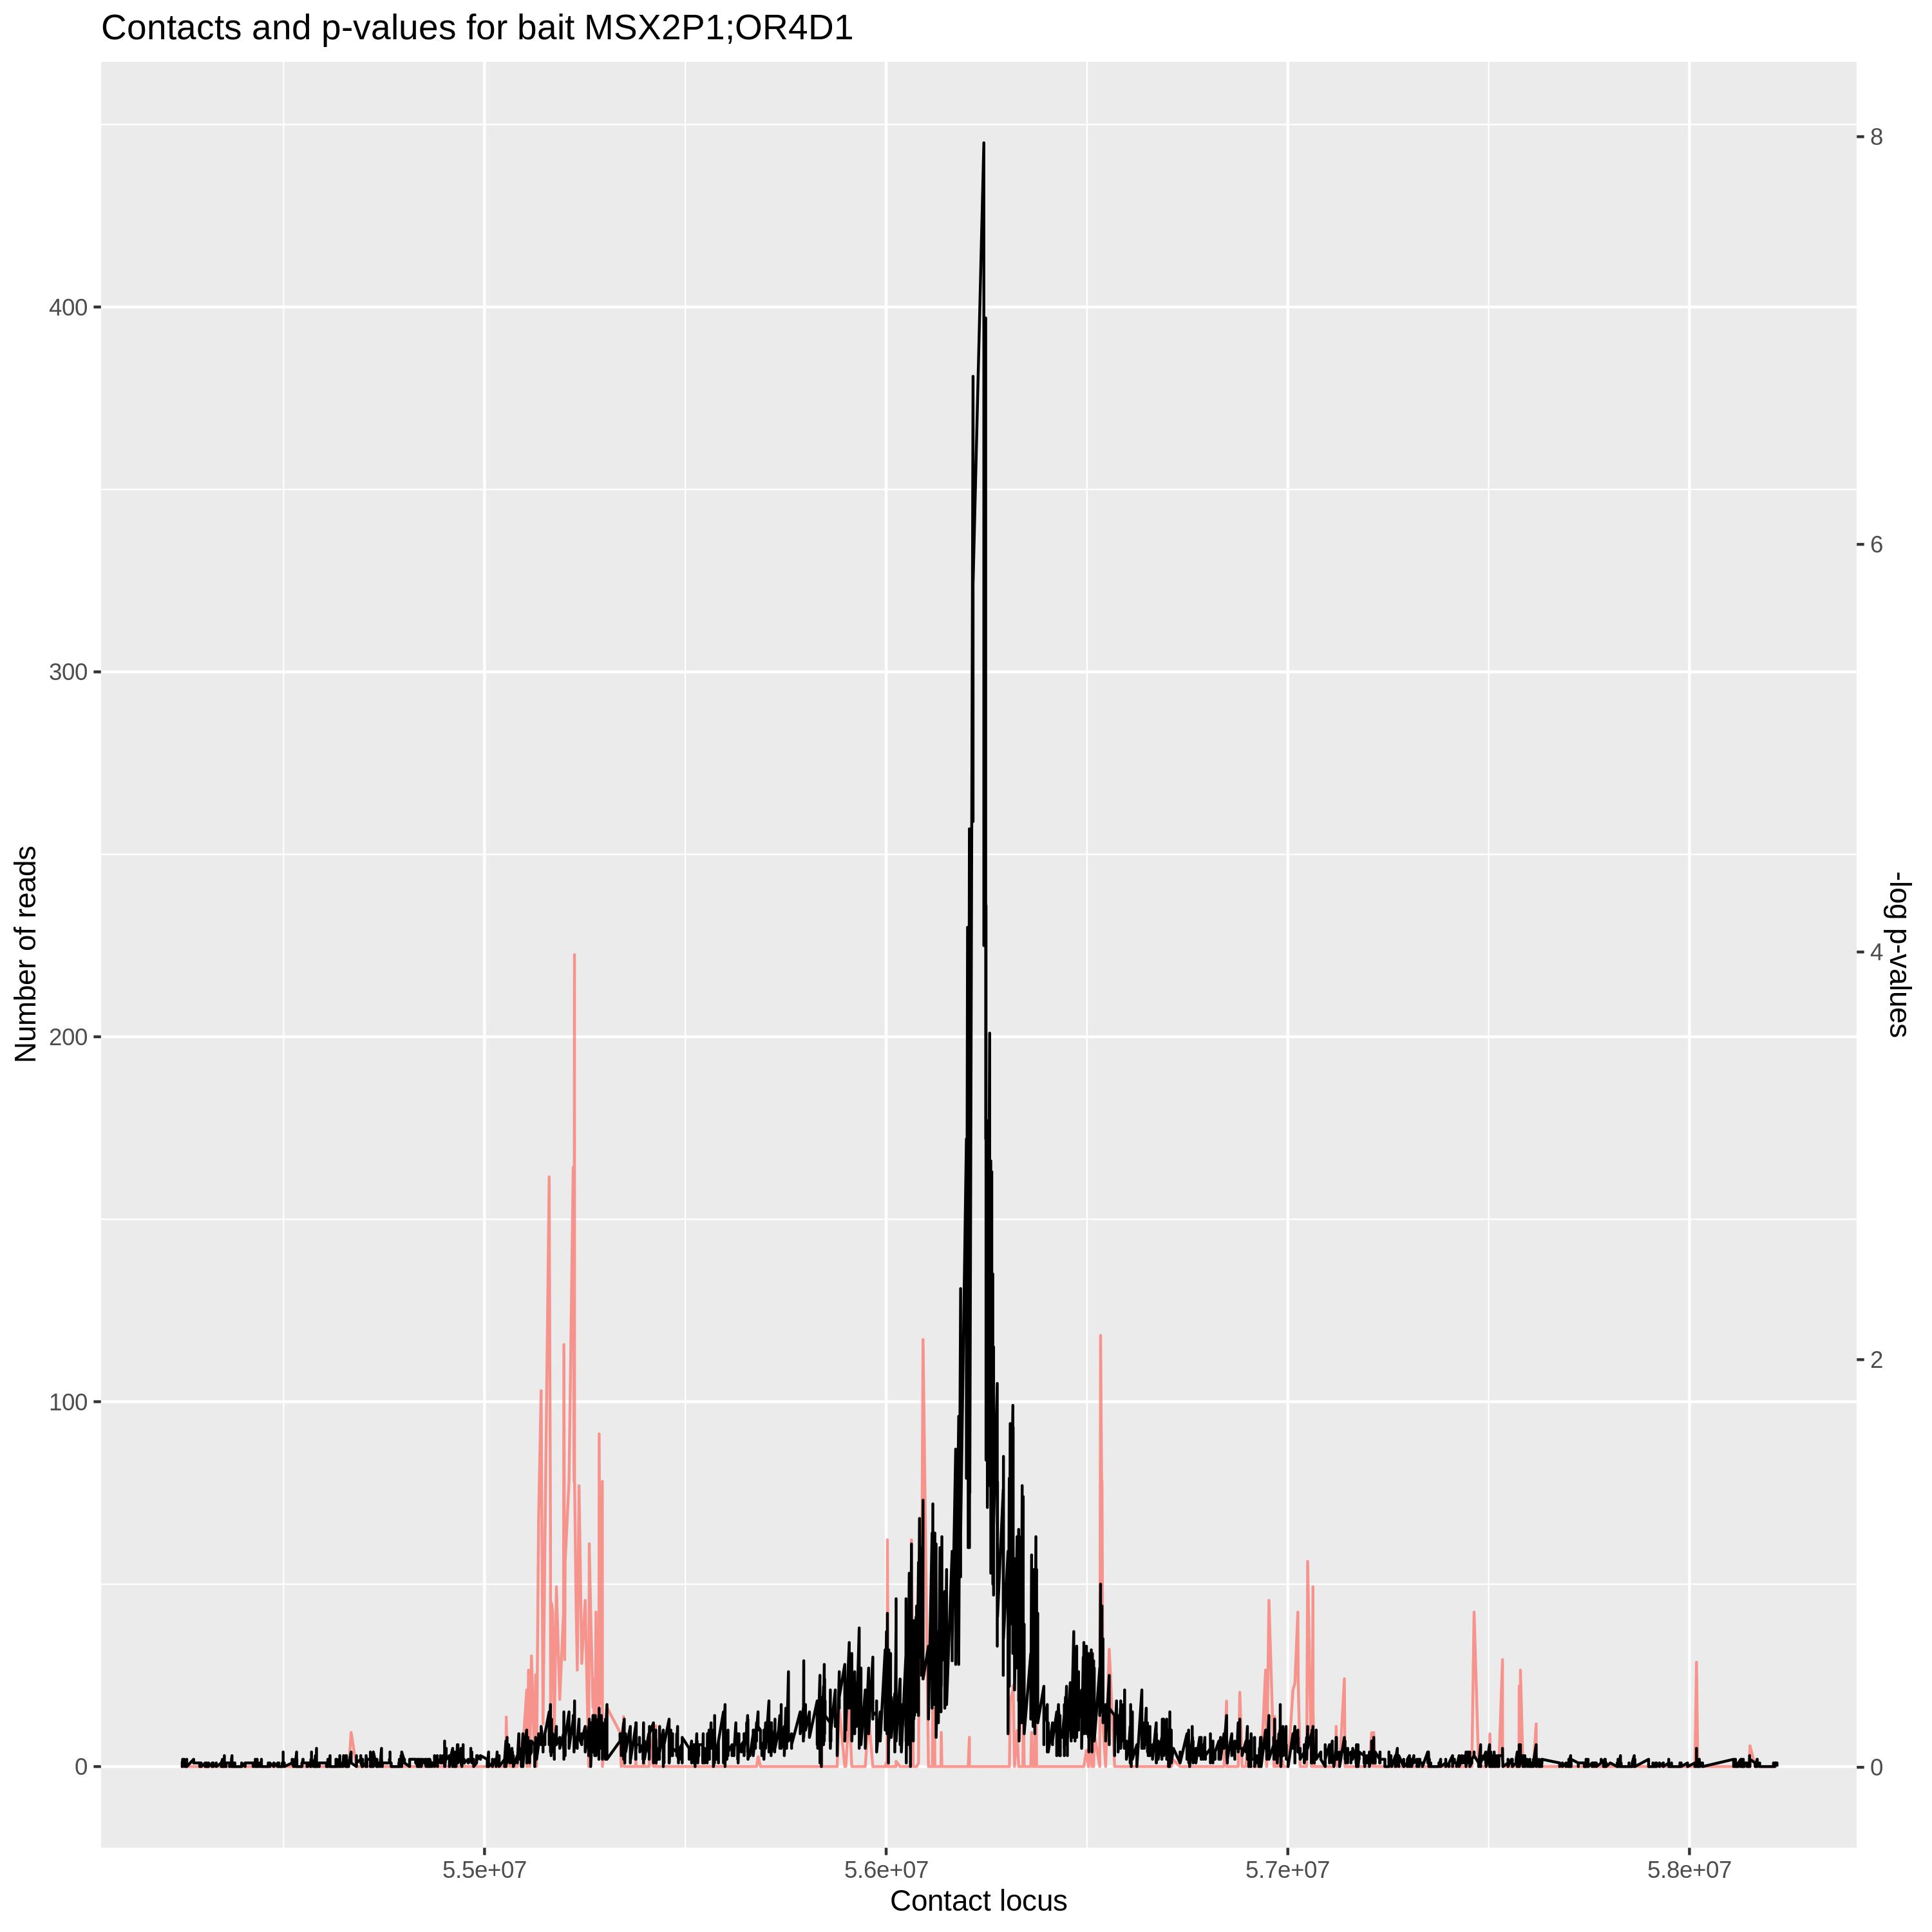 Contacts and p-values for bait MSX2P1;OR4D1
Number of reads
400
300
200
100
0
8
6
4
2
0
-log p-values
5.5e+07
5.6e+07
5.7e+07
5.8e+07
Contact locus